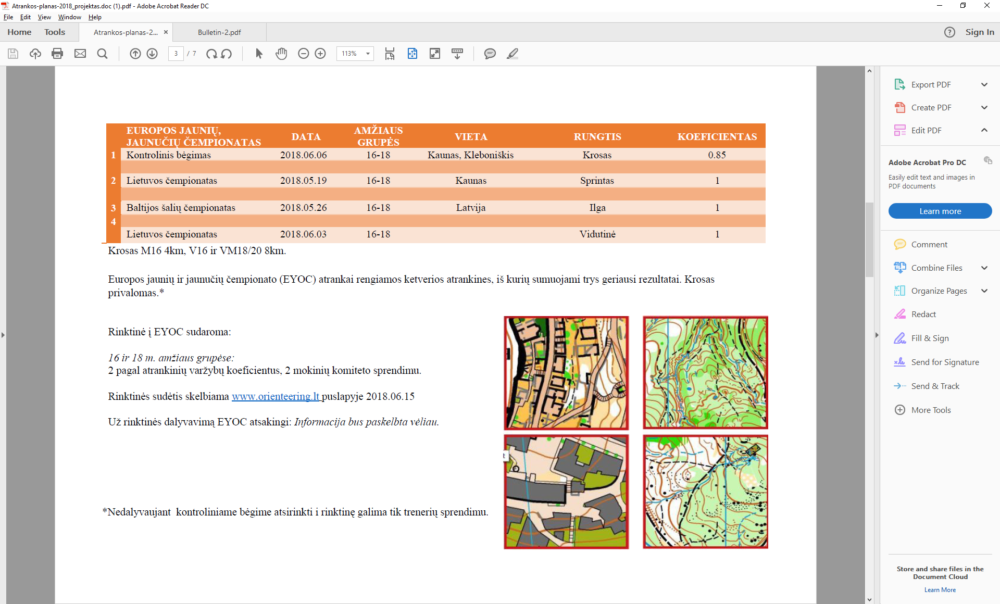 Atrankos-planas-2018_projektas.doc (1).pdf - Adobe Acrobat Reader DC
File Edit View Window Help
Home Tools Atrankos-planas-2... × Bulletin-2.pdf ? Sign In
3 / 7 113%
EUROPOS JAUNIŲ, JAUNUČIŲ ČEMPIONATAS DATA AMŽIAUS GRUPĖS VIETA RUNGTIS KOEFICIENTAS
1 Kontrolinis bėgimas 2018.06.06 16-18 Kaunas, Kleboniškis Krosas 0.85
2 Lietuvos čempionatas 2018.05.19 16-18 Kaunas Sprintas 1
3 Baltijos šalių čempionatas 2018.05.26 16-18 Latvija Ilga 1
4
Lietuvos čempionatas 2018.06.03 16-18 Vidutinė 1
Krosas M16 4km, V16 ir VM18/20 8km.
Europos jaunių ir jaunučių čempionato (EYOC) atrankai rengiamos ketverios atrankines, iš kurių sumuojami trys geriausi rezultatai. Krosas
privalomas.*
Rinktinė į EYOC sudaroma:
16 ir 18 m. amžiaus grupėse:
2 pagal atrankinių varžybų koeficientus, 2 mokinių komiteto sprendimu.
Rinktinės sudėtis skelbiama www.orienteering.lt puslapyje 2018.06.15
Už rinktinės dalyvavimą EYOC atsakingi: Informacija bus paskelbta vėliau.
t
*Nedalyvaujant kontroliniame bėgime atsirinkti i rinktinę galima tik trenerių sprendimu.
Export PDF
Create PDF
Edit PDF
Adobe Acrobat Pro DC
Easily edit text and images in
PDF documents
Learn more
Comment
Combine Files
Organize Pages
Redact
Fill & Sign
Send for Signature
Send & Track
More Tools
Store and share files in the
Document Cloud
Learn More